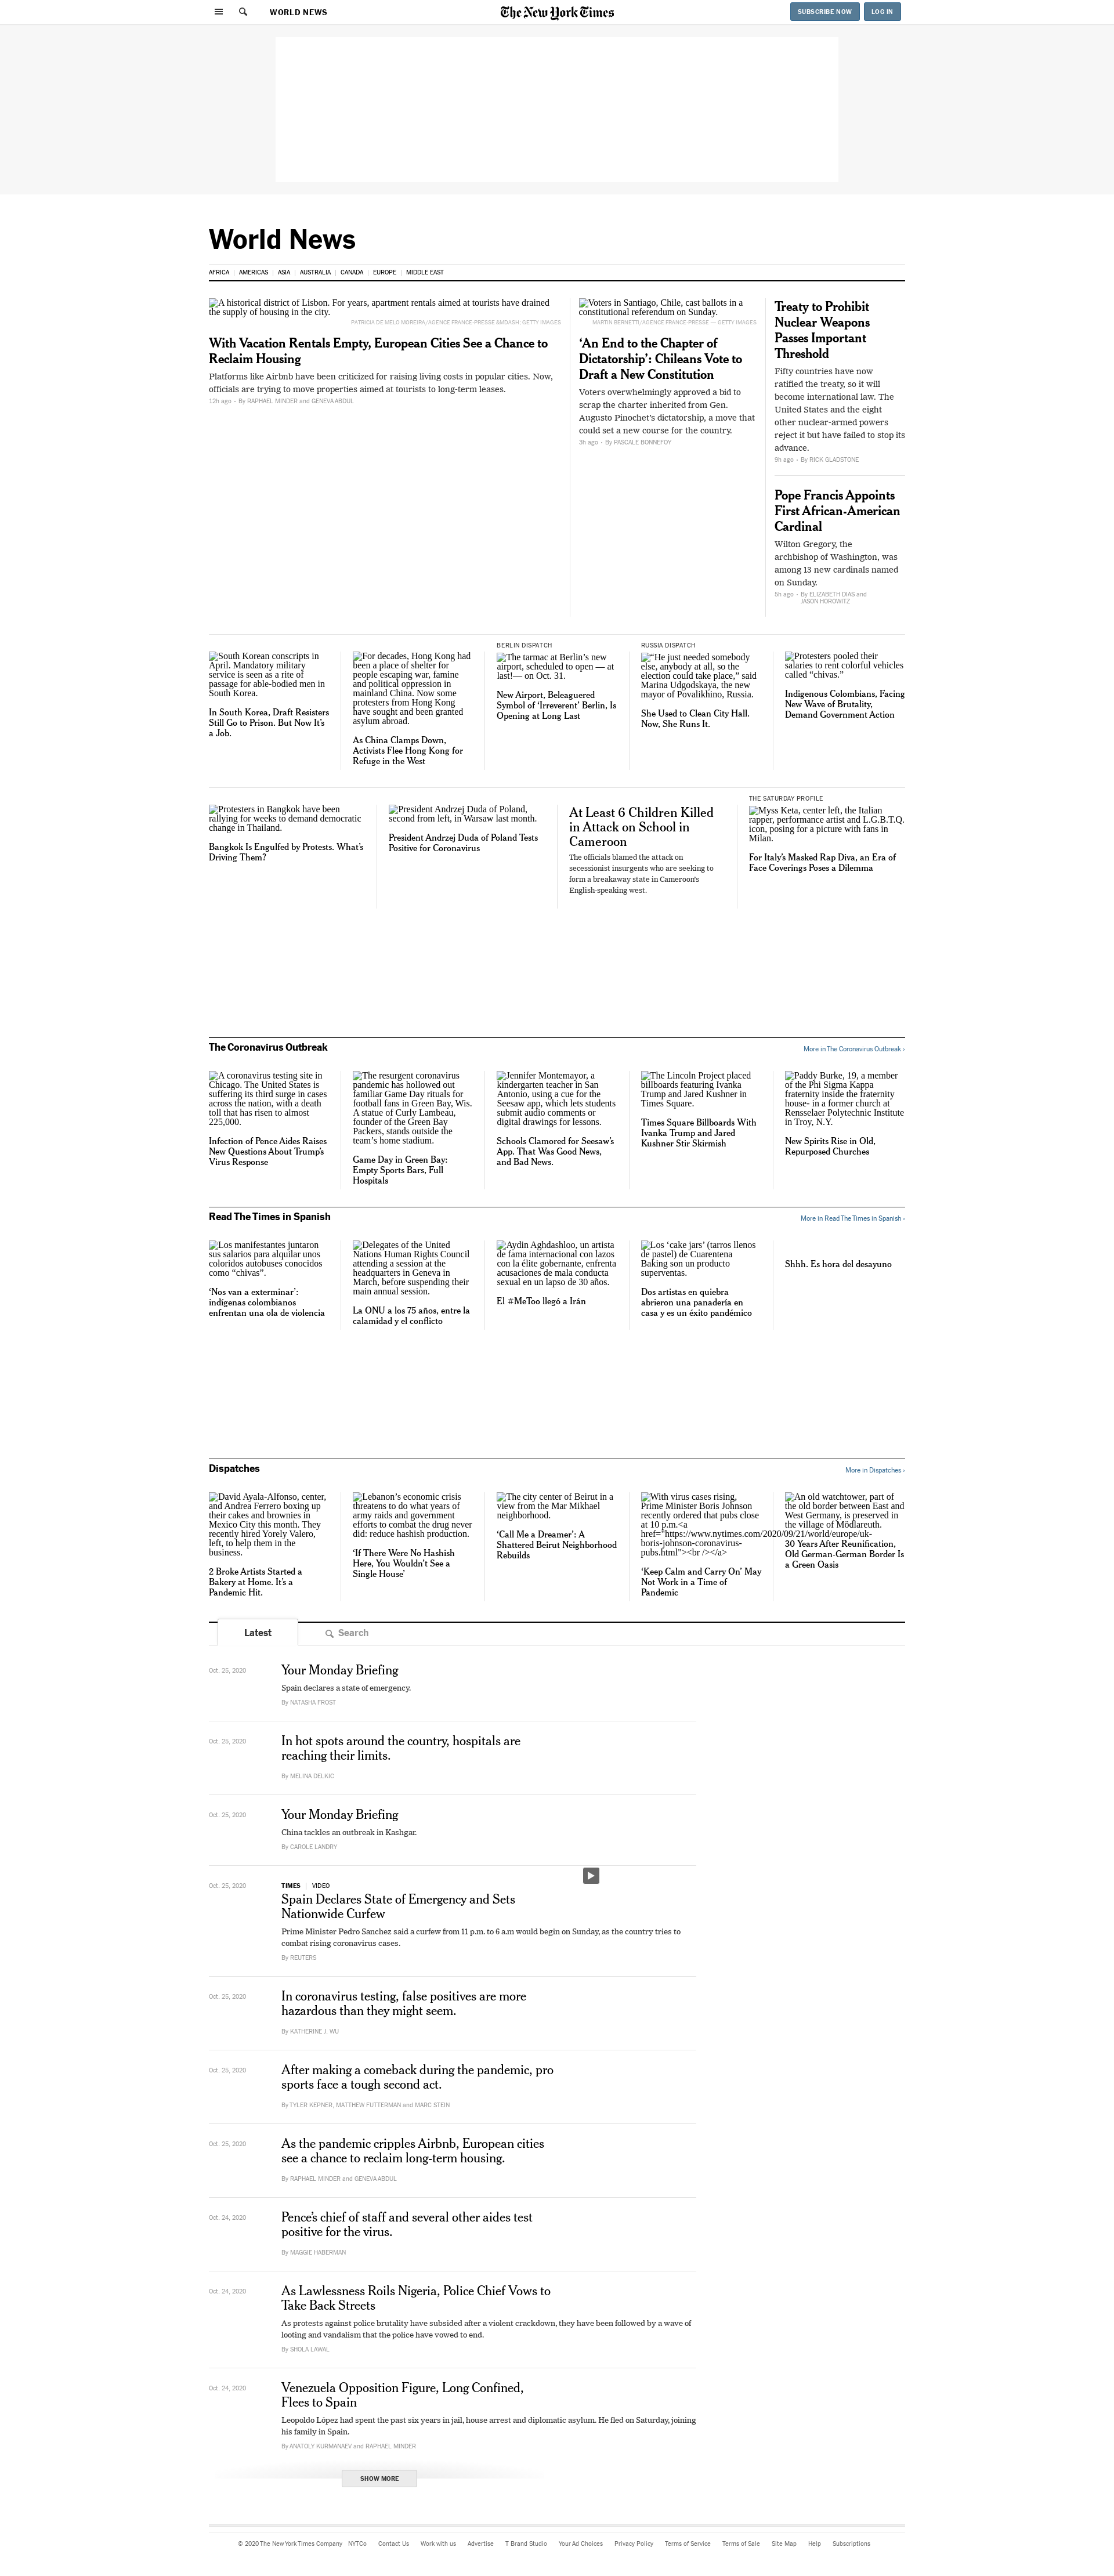 WORLD NEWS
The New York Times
SUBSCRIBE NOW
LOG IN
World News
AFRICA
AMERICAS
ASIA
AUSTRALIA
CANADA
EUROPE
MIDDLE EAST
A historical district of Lisbon. For years, apartment rentals aimed at tourists have drained
the supply of housing in the city.
PATRICIA DE MELO MOREIRA/AGENCE FRANCE-PRESSE &MDASH; GETTY IMAGES
With Vacation Rentals Empty, European Cities See a Chance to
Reclaim Housing
Platforms like Airbnb have been criticized for raising living costs in popular cities. Now,
officials are trying to move properties aimed at tourists to long-term leases.
12h ago - By RAPHAEL MINDER and GENEVA ABDUL
Voters in Santiago, Chile, cast ballots in a
constitutional referendum on Sunday.
MARTIN BERNETTI/AGENCE FRANCE-PRESSE — GETTY IMAGES
‘An End to the Chapter of
Dictatorship’: Chileans Vote to
Draft a New Constitution
Voters overwhelmingly approved a bid to
scrap the charter inherited from Gen.
Augusto Pinochet’s dictatorship, a move that
could set a new course for the country.
3h ago - By PASCALE BONNEFOY
Treaty to Prohibit
Nuclear Weapons
Passes Important
Threshold
Fifty countries have now
ratified the treaty, so it will
become international law. The
United States and the eight
other nuclear-armed powers
reject it but have failed to stop its
advance.
9h ago - By RICK GLADSTONE
Pope Francis Appoints
First African-American
Cardinal
Wilton Gregory, the
archbishop of Washington, was
among 13 new cardinals named
on Sunday.
5h ago - By ELIZABETH DIAS and
JASON HOROWITZ
South Korean conscripts in
April. Mandatory military
service is seen as a rite of
passage for able-bodied men in
South Korea.
In South Korea, Draft Resisters
Still Go to Prison. But Now It’s
a Job.
For decades, Hong Kong had
been a place of shelter for
people escaping war, famine
and political oppression in
mainland China. Now some
protesters from Hong Kong
have sought and been granted
asylum abroad.
As China Clamps Down,
Activists Flee Hong Kong for
Refuge in the West
BERLIN DISPATCH
The tarmac at Berlin’s new
airport, scheduled to open — at
last!— on Oct. 31.
New Airport, Beleaguered
Symbol of ‘Irreverent’ Berlin, Is
Opening at Long Last
RUSSIA DISPATCH
“He just needed somebody
else, anybody at all, so the
election could take place,” said
Marina Udgodskaya, the new
mayor of Povalikhino, Russia.
She Used to Clean City Hall.
Now, She Runs It.
Protesters pooled their
salaries to rent colorful vehicles
called “chivas.”
Indigenous Colombians, Facing
New Wave of Brutality,
Demand Government Action
Protesters in Bangkok have been
rallying for weeks to demand democratic
change in Thailand.
Bangkok Is Engulfed by Protests. What’s
Driving Them?
President Andrzej Duda of Poland,
second from left, in Warsaw last month.
President Andrzej Duda of Poland Tests
Positive for Coronavirus
At Least 6 Children Killed
in Attack on School in
Cameroon
The officials blamed the attack on
secessionist insurgents who are seeking to
form a breakaway state in Cameroon’s
English-speaking west.
THE SATURDAY PROFILE
Myss Keta, center left, the Italian
rapper, performance artist and L.G.B.T.Q.
icon, posing for a picture with fans in
Milan.
For Italy’s Masked Rap Diva, an Era of
Face Coverings Poses a Dilemma
The Coronavirus Outbreak
More in The Coronavirus Outbreak ›
A coronavirus testing site in
Chicago. The United States is
suffering its third surge in cases
across the nation, with a death
toll that has risen to almost
225,000.
Infection of Pence Aides Raises
New Questions About Trump’s
Virus Response
The resurgent coronavirus
pandemic has hollowed out
familiar Game Day rituals for
football fans in Green Bay, Wis.
A statue of Curly Lambeau,
founder of the Green Bay
Packers, stands outside the
team’s home stadium.
Game Day in Green Bay:
Empty Sports Bars, Full
Hospitals
Jennifer Montemayor, a
kindergarten teacher in San
Antonio, using a cue for the
Seesaw app, which lets students
submit audio comments or
digital drawings for lessons.
Schools Clamored for Seesaw’s
App. That Was Good News,
and Bad News.
The Lincoln Project placed
billboards featuring Ivanka
Trump and Jared Kushner in
Times Square.
Times Square Billboards With
Ivanka Trump and Jared
Kushner Stir Skirmish
Paddy Burke, 19, a member
of the Phi Sigma Kappa
fraternity inside the fraternity
house- in a former church at
Rensselaer Polytechnic Institute
in Troy, N.Y.
New Spirits Rise in Old,
Repurposed Churches
Read The Times in Spanish
More in Read The Times in Spanish ›
Los manifestantes juntaron
sus salarios para alquilar unos
coloridos autobuses conocidos
como “chivas”.
‘Nos van a exterminar’:
indígenas colombianos
enfrentan una ola de violencia
Delegates of the United
Nations Human Rights Council
attending a session at the
headquarters in Geneva in
March, before suspending their
main annual session.
La ONU a los 75 años, entre la
calamidad y el conflicto
Aydin Aghdashloo, un artista
de fama internacional con lazos
con la élite gobernante, enfrenta
acusaciones de mala conducta
sexual en un lapso de 30 años.
El #MeToo llegó a Irán
Los ‘cake jars’ (tarros llenos
de pastel) de Cuarentena
Baking son un producto
superventas.
Dos artistas en quiebra
abrieron una panadería en
casa y es un éxito pandémico
Shhh. Es hora del desayuno
Dispatches
More in Dispatches ›
David Ayala-Alfonso, center,
and Andrea Ferrero boxing up
their cakes and brownies in
Mexico City this month. They
recently hired Yorely Valero,
left, to help them in the
business.
2 Broke Artists Started a
Bakery at Home. It’s a
Pandemic Hit.
Lebanon’s economic crisis
threatens to do what years of
army raids and government
efforts to combat the drug never
did: reduce hashish production.
‘If There Were No Hashish
Here, You Wouldn’t See a
Single House’
The city center of Beirut in a
view from the Mar Mikhael
neighborhood.
‘Call Me a Dreamer’: A
Shattered Beirut Neighborhood
Rebuilds
With virus cases rising,
Prime Minister Boris Johnson
recently ordered that pubs close
at 10 p.m.<a
href="https://www.nytimes.com/2020/09/21/world/europe/uk-
boris-johnson-coronavirus-
pubs.html"><br /></a>
‘Keep Calm and Carry On’ May
Not Work in a Time of
Pandemic
An old watchtower, part of
the old border between East and
West Germany, is preserved in
the village of Mödlareuth.
30 Years After Reunification,
Old German-German Border Is
a Green Oasis
Latest
Search
Oct. 25, 2020
Your Monday Briefing
Spain declares a state of emergency.
By NATASHA FROST
Oct. 25, 2020
In hot spots around the country, hospitals are
reaching their limits.
By MELINA DELKIC
Oct. 25, 2020
Your Monday Briefing
China tackles an outbreak in Kashgar.
By CAROLE LANDRY
Oct. 25, 2020
TIMES | VIDEO
Spain Declares State of Emergency and Sets
Nationwide Curfew
Prime Minister Pedro Sanchez said a curfew from 11 p.m. to 6 a.m would begin on Sunday, as the country tries to
combat rising coronavirus cases.
By REUTERS
Oct. 25, 2020
In coronavirus testing, false positives are more
hazardous than they might seem.
By KATHERINE J. WU
Oct. 25, 2020
After making a comeback during the pandemic, pro
sports face a tough second act.
By TYLER KEPNER, MATTHEW FUTTERMAN and MARC STEIN
Oct. 25, 2020
As the pandemic cripples Airbnb, European cities
see a chance to reclaim long-term housing.
By RAPHAEL MINDER and GENEVA ABDUL
Oct. 24, 2020
Pence’s chief of staff and several other aides test
positive for the virus.
By MAGGIE HABERMAN
Oct. 24, 2020
As Lawlessness Roils Nigeria, Police Chief Vows to
Take Back Streets
As protests against police brutality have subsided after a violent crackdown, they have been followed by a wave of
looting and vandalism that the police have vowed to end.
By SHOLA LAWAL
Oct. 24, 2020
Venezuela Opposition Figure, Long Confined,
Flees to Spain
Leopoldo López had spent the past six years in jail, house arrest and diplomatic asylum. He fled on Saturday, joining
his family in Spain.
By ANATOLY KURMANAEV and RAPHAEL MINDER
SHOW MORE
© 2020 The New York Times Company
NYTCo
Contact Us
Work with us
Advertise
T Brand Studio
Your Ad Choices
Privacy Policy
Terms of Service
Terms of Sale
Site Map
Help
Subscriptions